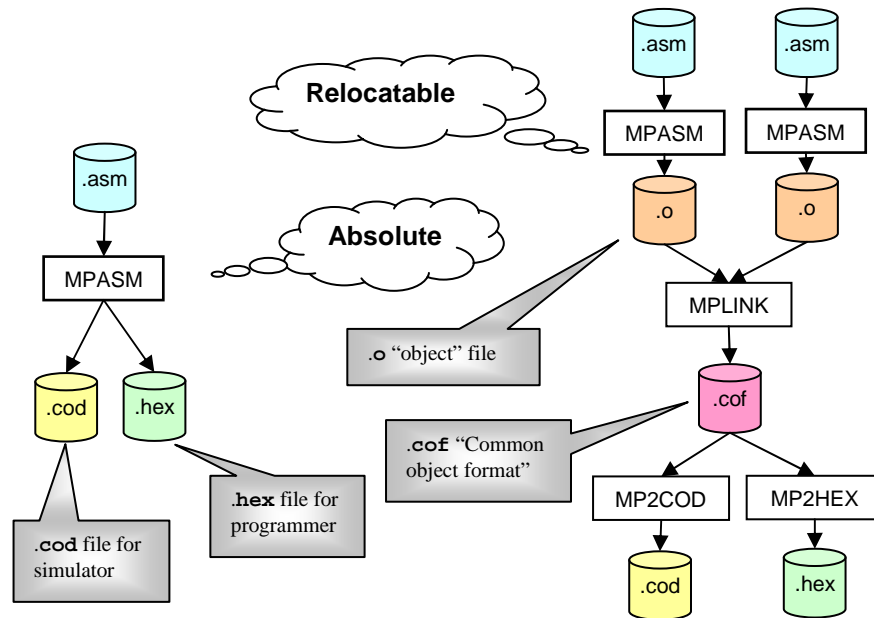 .asm
.asm
Relocatable
MPASM
MPASM
.asm
.o
.o
Absolute
MPASM
MPLINK
.o “object” file
.cod
.hex
.cof
.cof “Common
object format”
.hex file for
programmer
MP2COD
MP2HEX
.cod file for
simulator
.cod
.hex